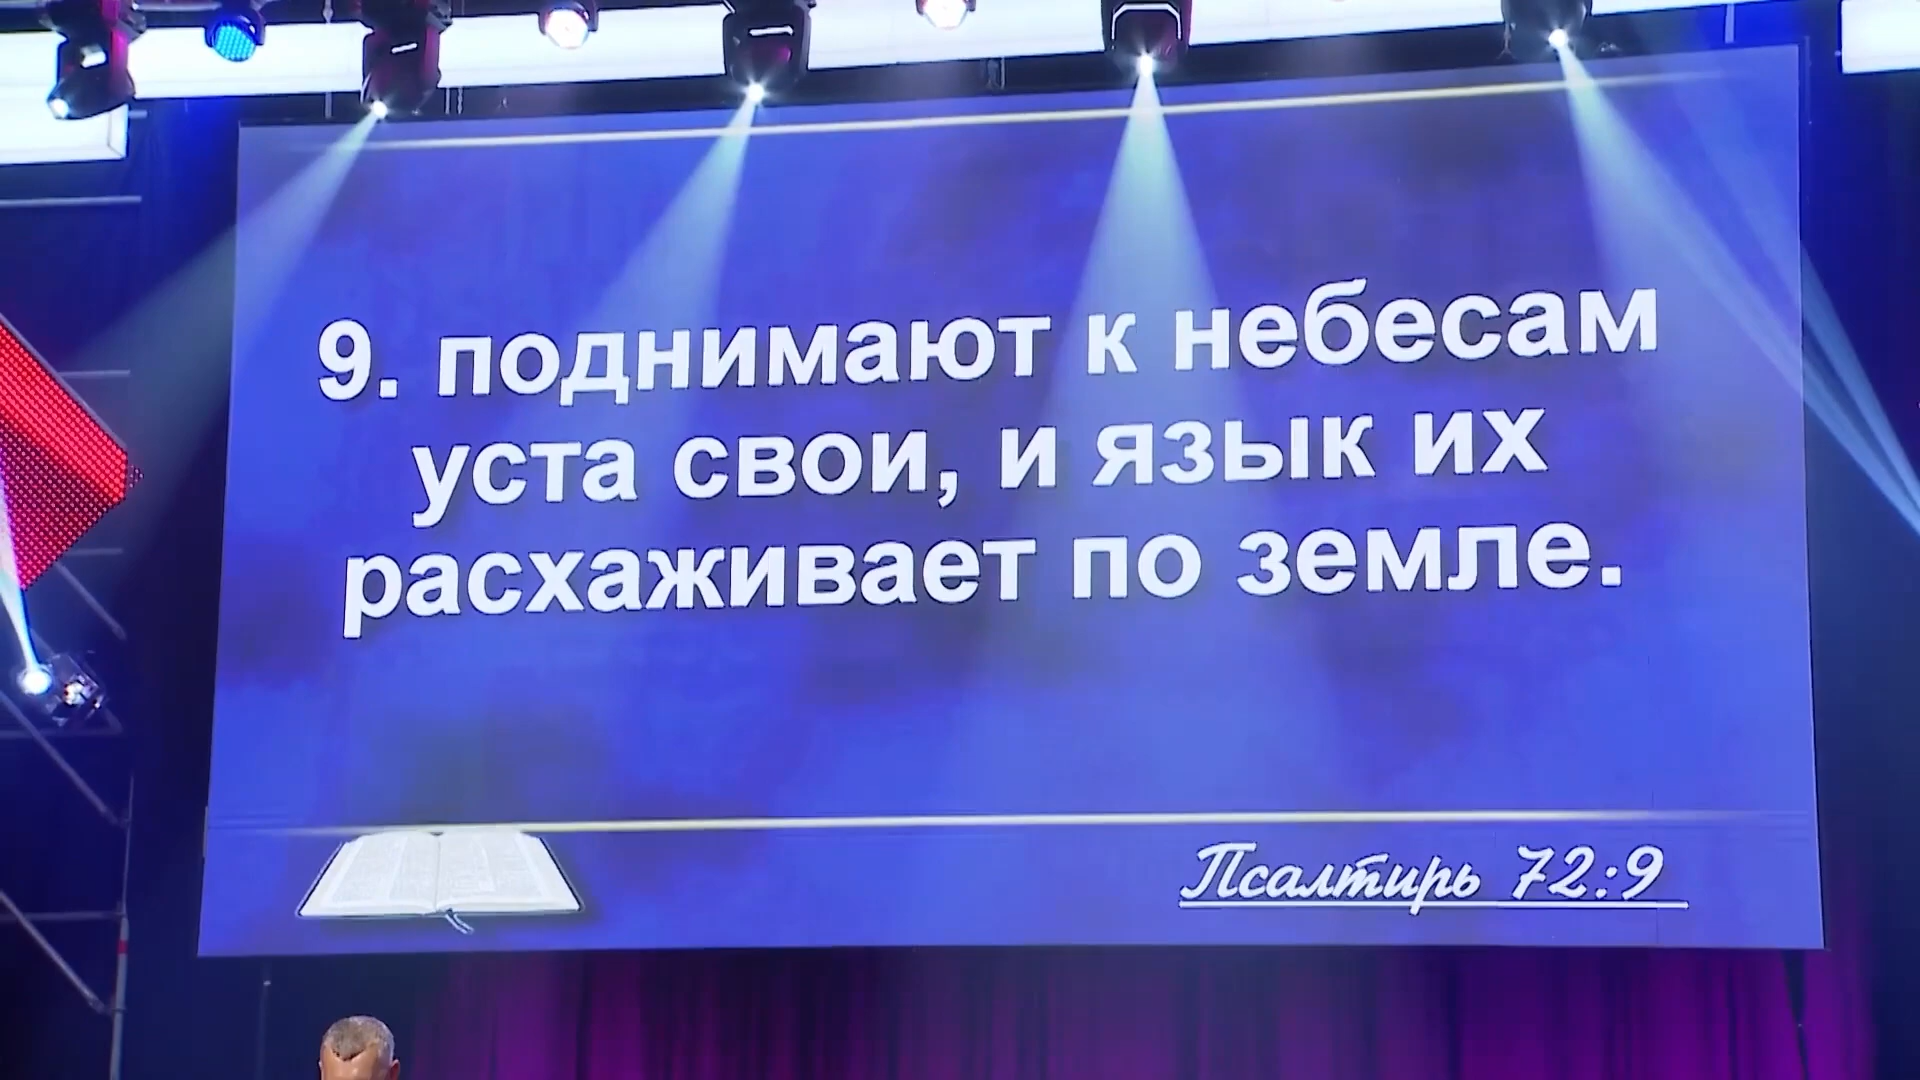 9. поднимают к небесам
уста свои, и язык их
расхаживает по земле.
Псалтирь 72:9